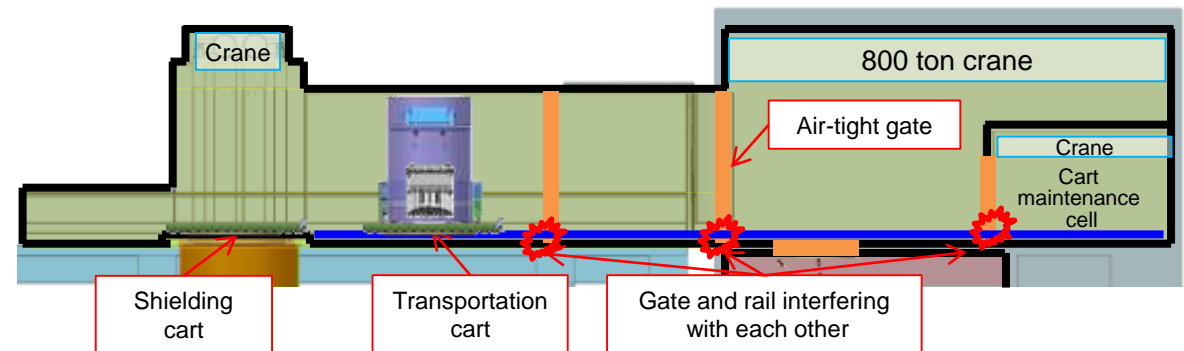 Crane
800 ton crane
Air-tight gate
Crane
Cart
maintenance
cell
Shielding
cart
Transportation
cart
Gate and rail interfering
with each other